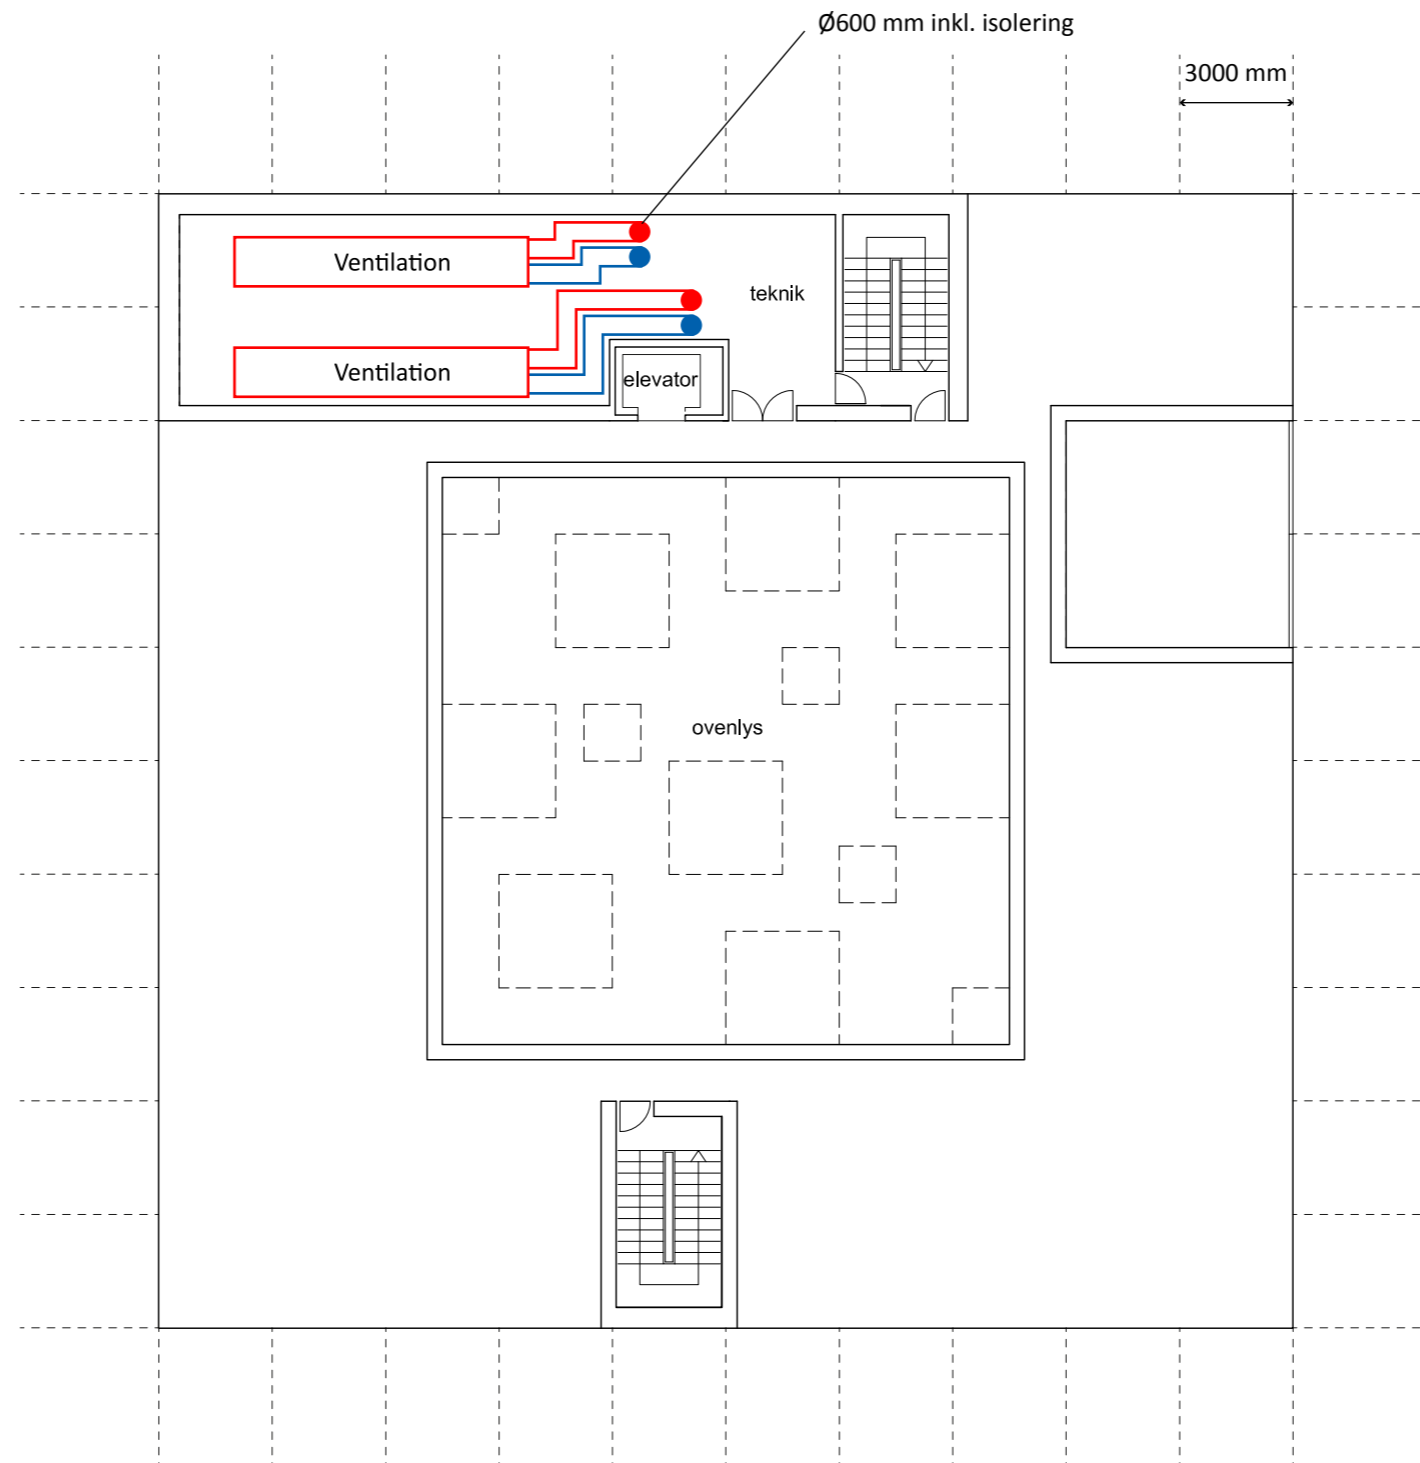 Ø600 mm inkl. isolering
3000 mm
Ventilation
teknik
Ventilation
elevator
ovenlys